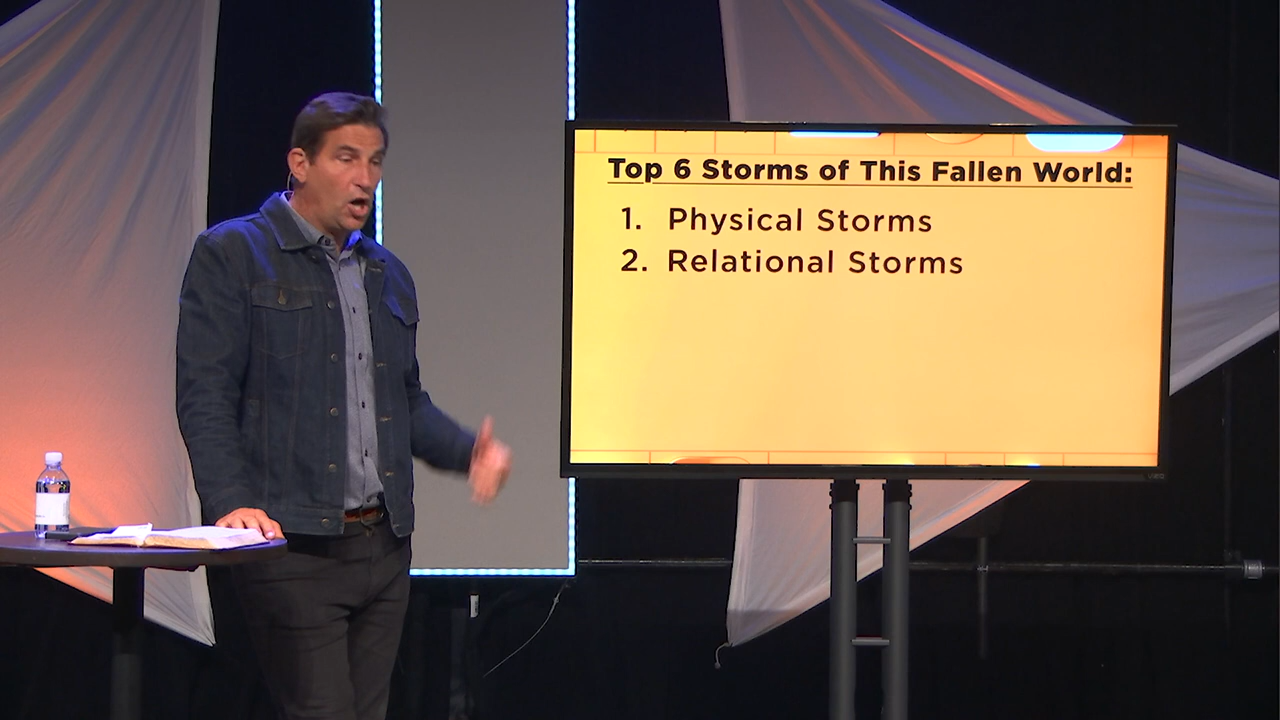 Top 6 Storms of This Fallen World:
1. Physical Storms
2. Relational Storms